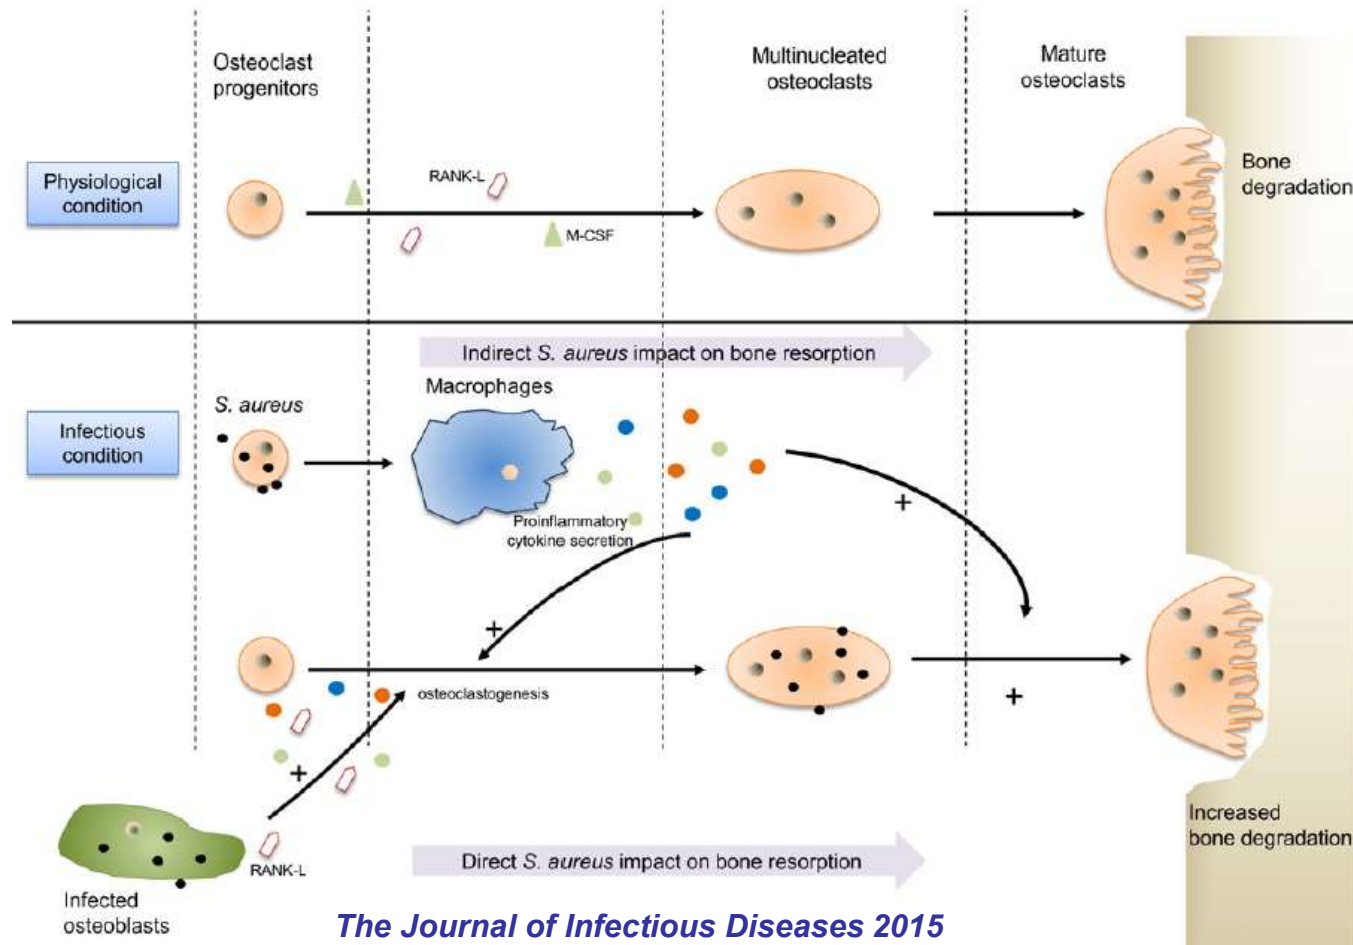 Osteoclast
progenitors
Multinucleated
osteoclasts
Mature
osteoclasts
Physiological
condition
RANK-L
M-CSF
Bone
degradation
Indirect S. aureus impact on bone resorption
Macrophages
S. aureus
Infectious
condition
+
Proinflammatory
cytokine secretion
+
osteoclastogenesis
+
+
Increased
bone degradation
Direct S. aureus impact on bone resorption
RANK-L
Infected
osteoblasts
The Journal of Infectious Diseases 2015